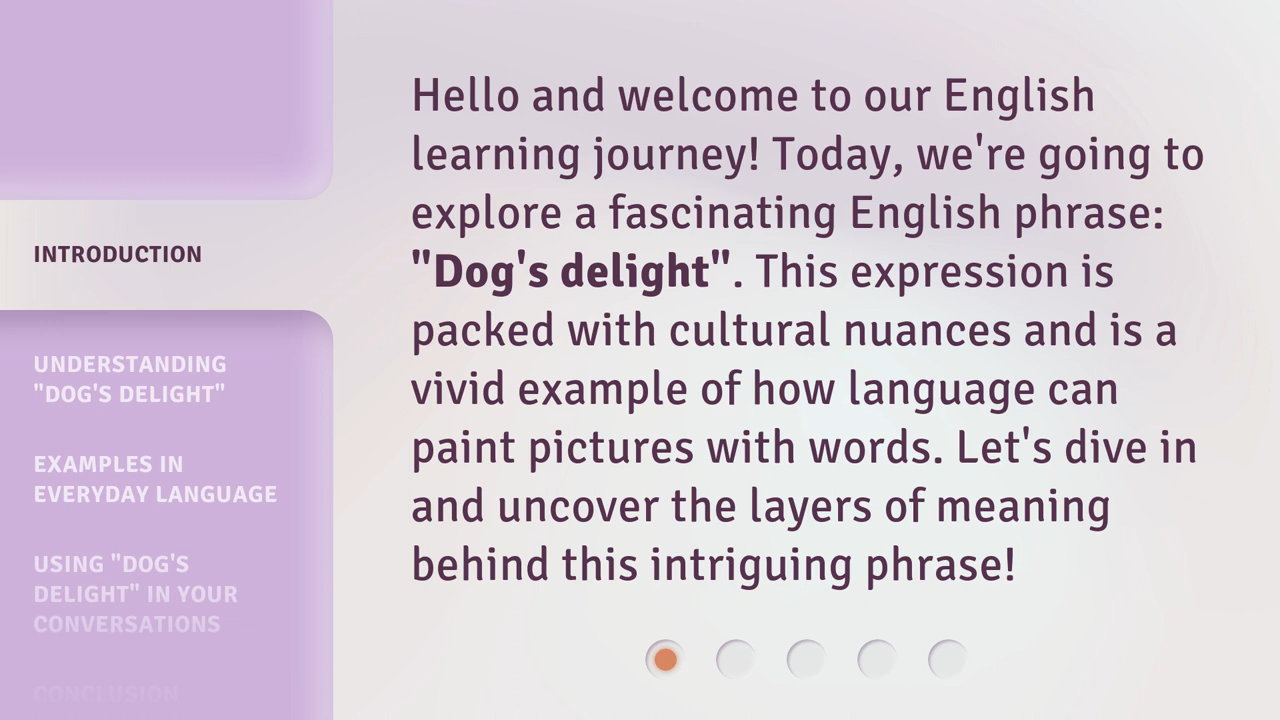 INTRODUCTION
UNDERSTANDING
"DOG'S DELIGHT"
EXAMPLES IN
EVERYDAY LANGUAGE
USING "DOG'S
DELIGHT" IN YOUR
CONVERSATIONS
CONCLUSION
Hello and welcome to our English
learning journey! Today, we're going to
explore a fascinating English phrase:
"Dog's delight". This expression is
packed with cultural nuances and is a
vivid example of how language can
paint pictures with words. Let's dive in
and uncover the layers of meaning
behind this intriguing phrase!